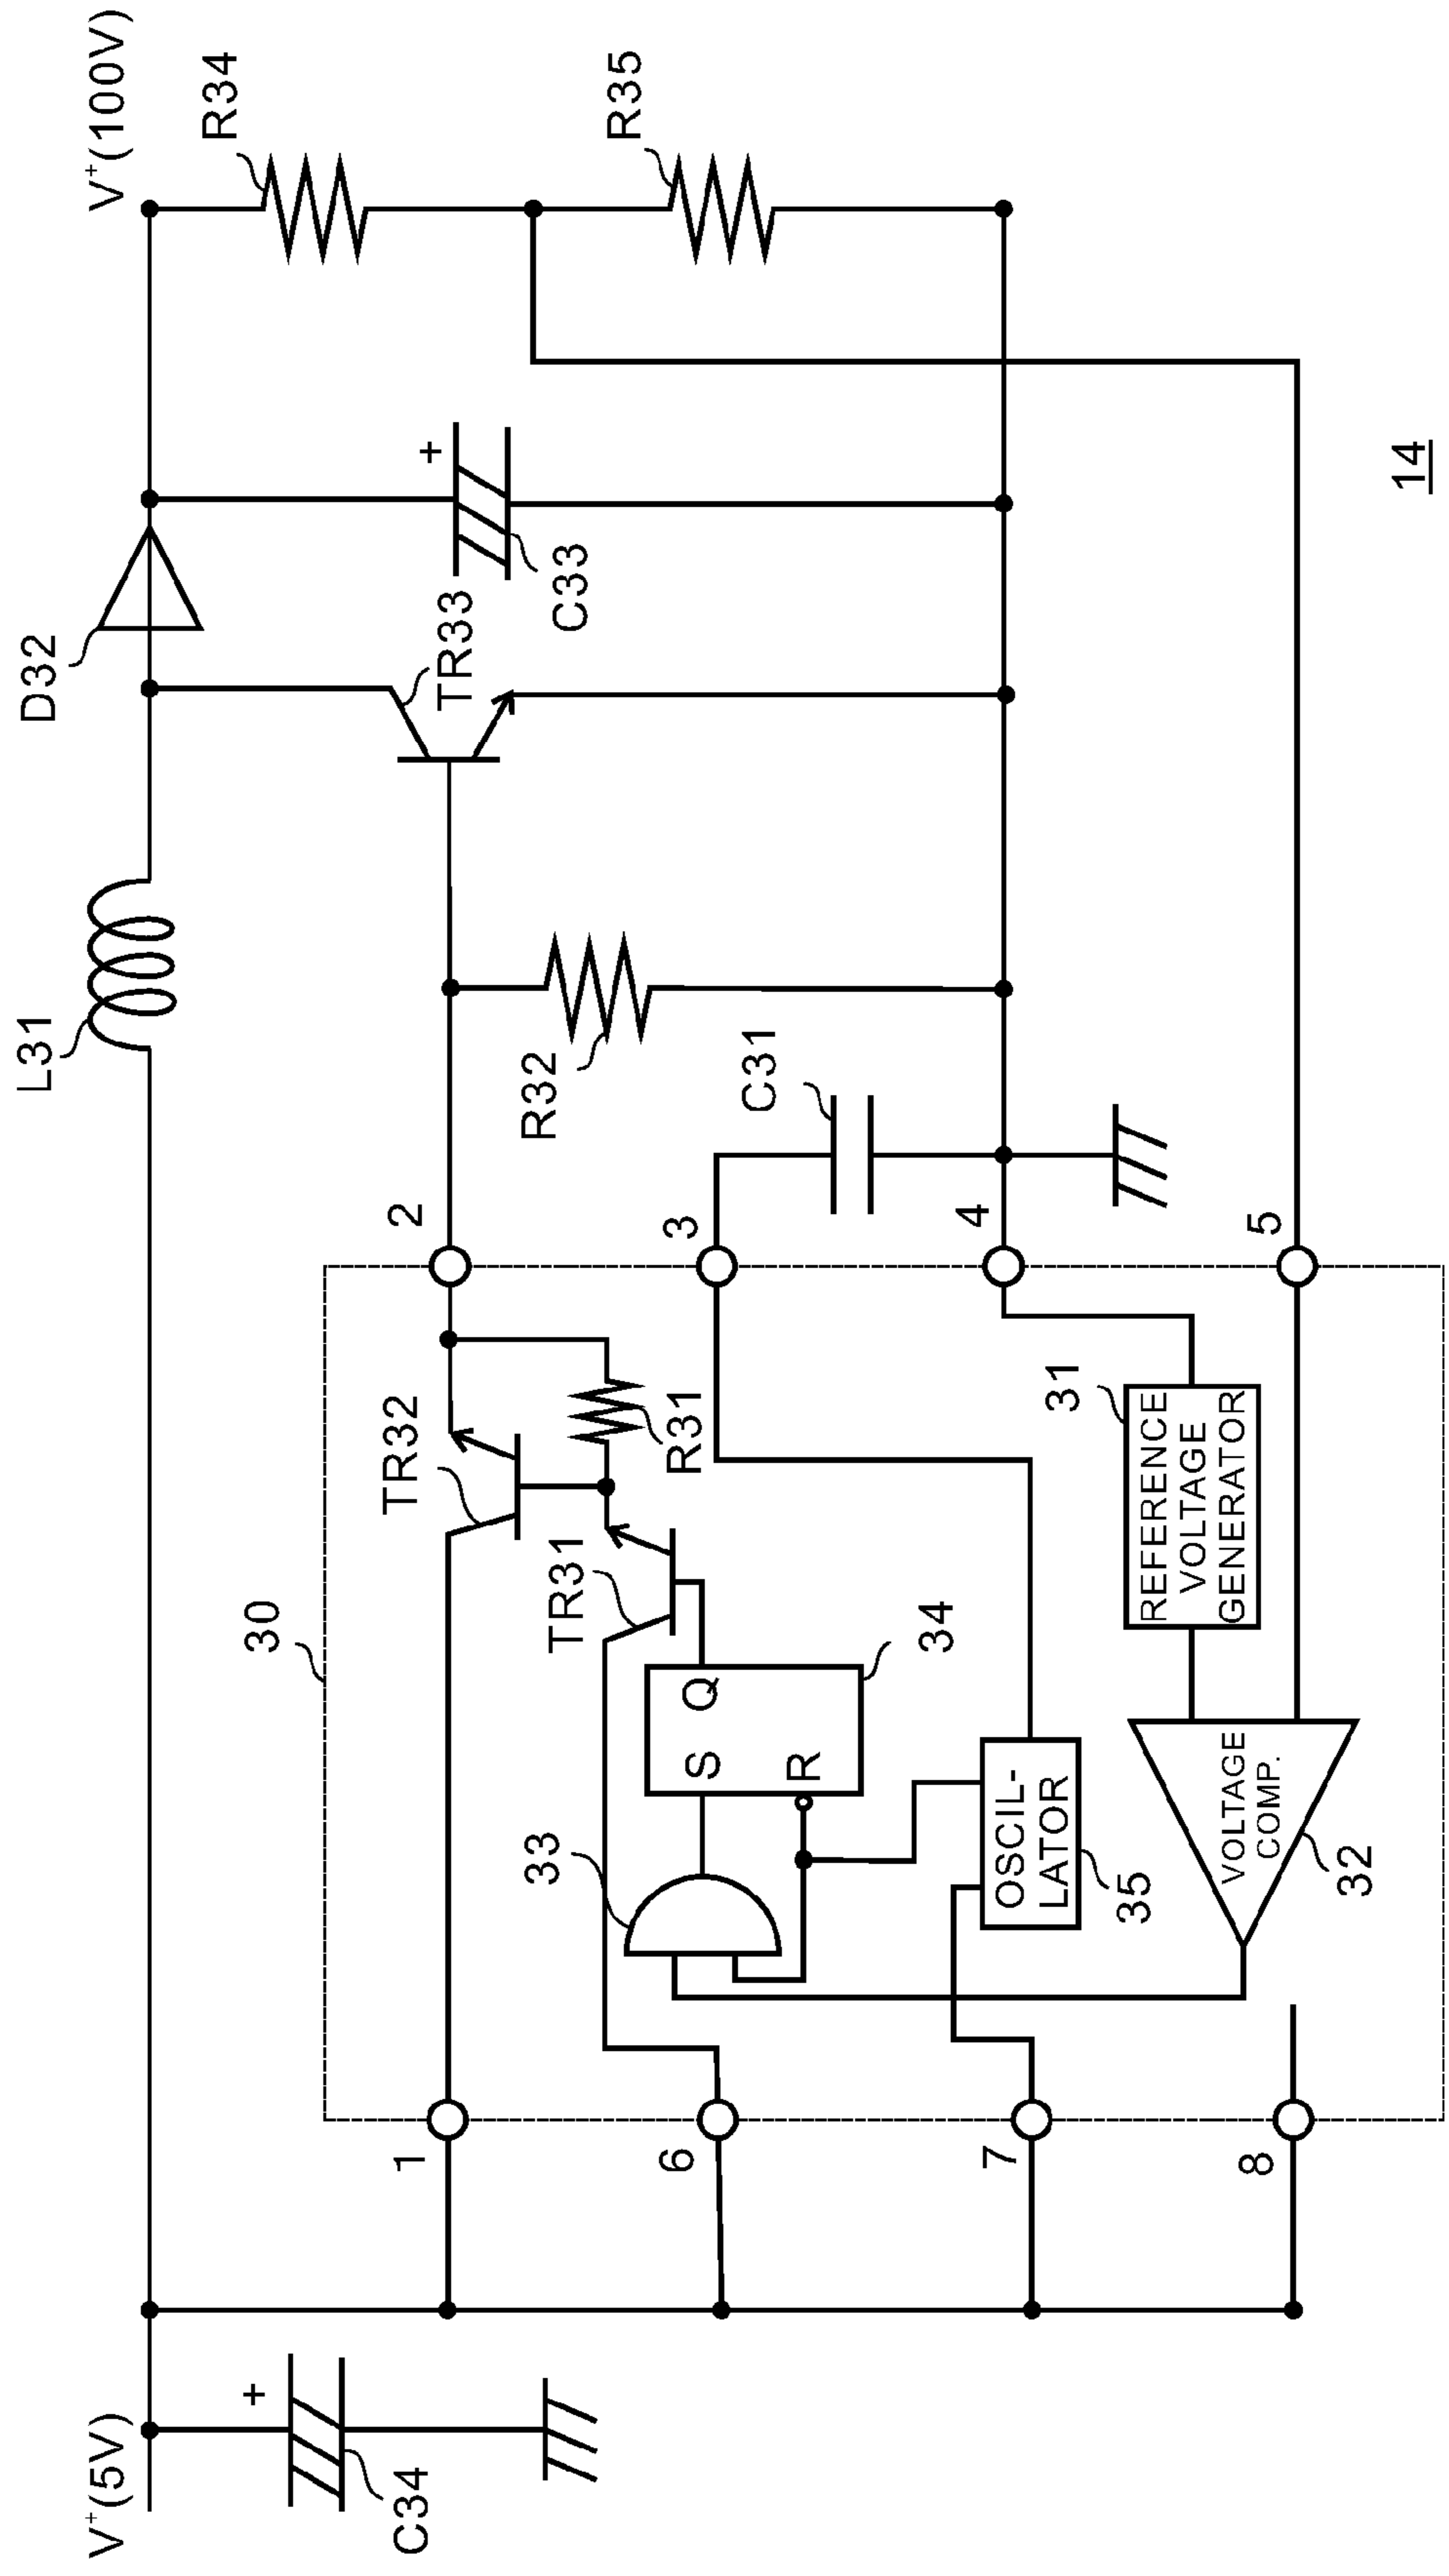 V+(5V)
V+(100V)
L31
D32
R34
C34
30
1
2
TR32
TR33
+
+
C33
R32
R35
TR31
R31
6
3
C31
33
S
Q
R
34
7
4
OSCIL-
LATOR
35
31
REFERENCE
VOLTAGE
GENERATOR
8
5
VOLTAGE
COMP.
32
14